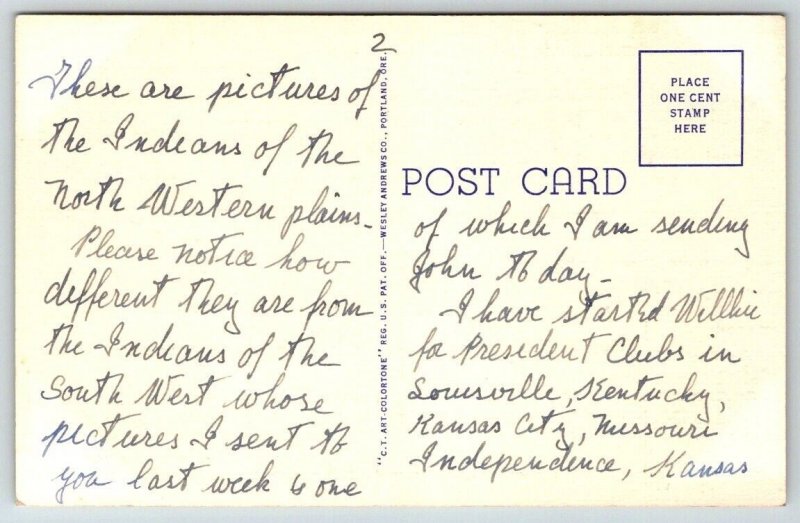 2
These are pictures of
the Indians of the
North Western plains-
Please notice how
different they are from
the Indians of the
South West whose
pictures I sent to
you last week & one
"C.T. ART-COLORTONE" REG. U.S. PAT. OFF.—WESLEY ANDREWS CO., PORTLAND, ORE.
PLACE
ONE CENT
STAMP
HERE
POST CARD
of which I am sending
John to day-
I have started Willkie
for President Clubs in
Louisville, Kentucky,
Kansas City, Missouri
Independence, Kansas